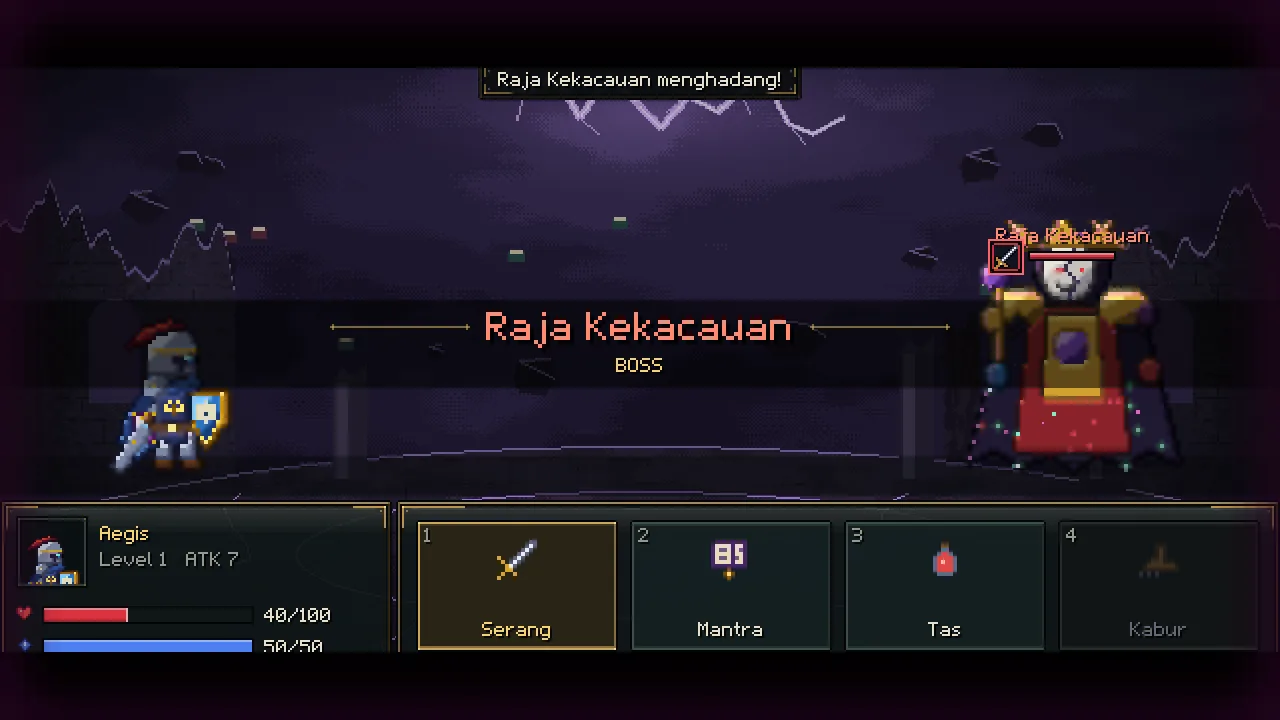 Raja Kekacauan menghadang!
Raja Kekacauan
Raja Kekacauan
BOSS
Aegis
Level 1 ATK 7
40/100
50/50
1
Serang
2
Mantra
3
Tas
4
Kabur